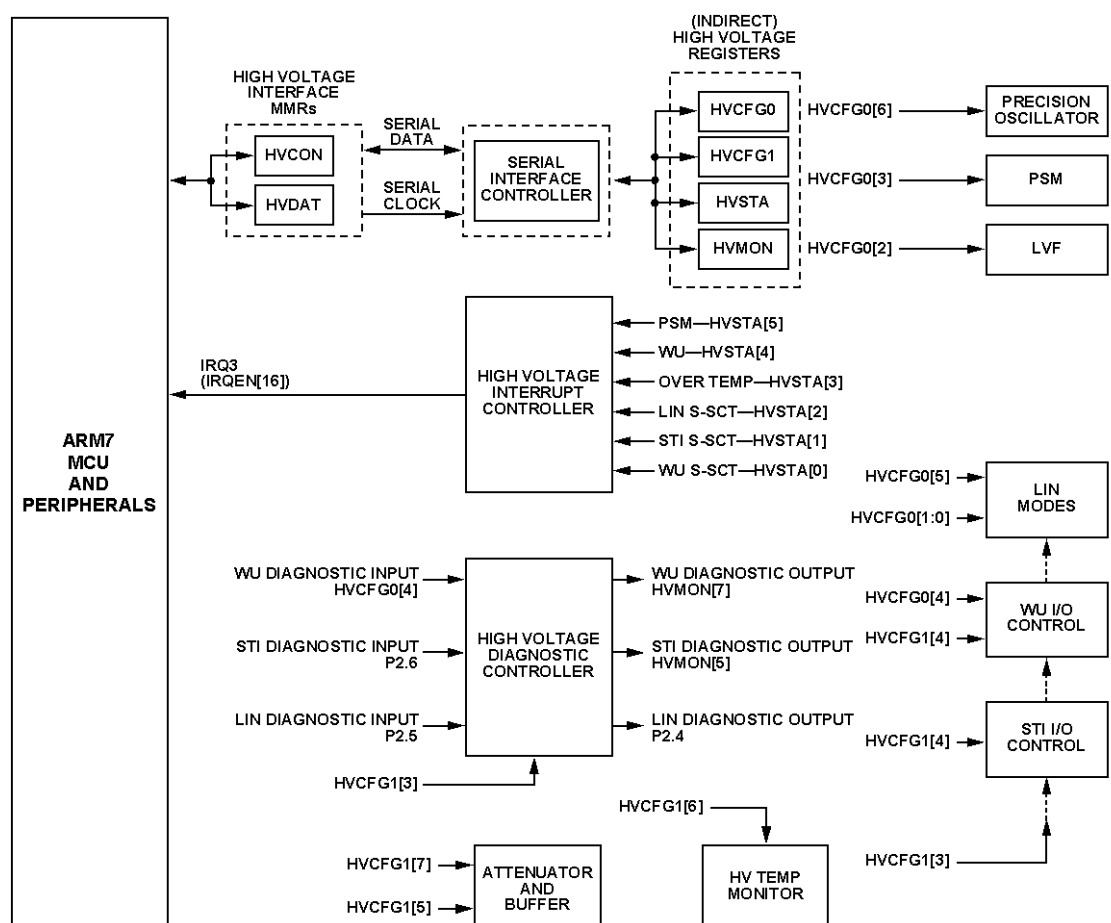 (INDIRECT)
HIGH VOLTAGE
REGISTERS
HIGH VOLTAGE
INTERFACE
MMRs
HVCON
HVDAT
SERIAL
DATA
SERIAL
CLOCK
SERIAL
INTERFACE
CONTROLLER
HVCFG0
HVCFG1
HVSTA
HVMON
HVCFG0[6]
PRECISION
OSCILLATOR
HVCFG0[3]
PSM
HVCFG0[2]
LVF
ARM7
MCU
AND
PERIPHERALS
IRQ3
(IRQEN[16])
HIGH VOLTAGE
INTERRUPT
CONTROLLER
PSM—HVSTA[5]
WU—HVSTA[4]
OVER TEMP—HVSTA[3]
LIN S-SCT—HVSTA[2]
STI S-SCT—HVSTA[1]
WU S-SCT—HVSTA[0]
HVCFG0[5]
HVCFG0[1:0]
LIN
MODES
WU DIAGNOSTIC INPUT
HVCFG0[4]
STI DIAGNOSTIC INPUT
P2.6
LIN DIAGNOSTIC INPUT
P2.5
HVCFG1[3]
HIGH VOLTAGE
DIAGNOSTIC
CONTROLLER
WU DIAGNOSTIC OUTPUT
HVMON[7]
STI DIAGNOSTIC OUTPUT
HVMON[5]
LIN DIAGNOSTIC OUTPUT
P2.4
HVCFG0[4]
HVCFG1[4]
WU I/O
CONTROL
HVCFG1[4]
STI I/O
CONTROL
HVCFG1[3]
HVCFG1[7]
HVCFG1[5]
ATTENUATOR
AND
BUFFER
HVCFG1[6]
HV TEMP
MONITOR